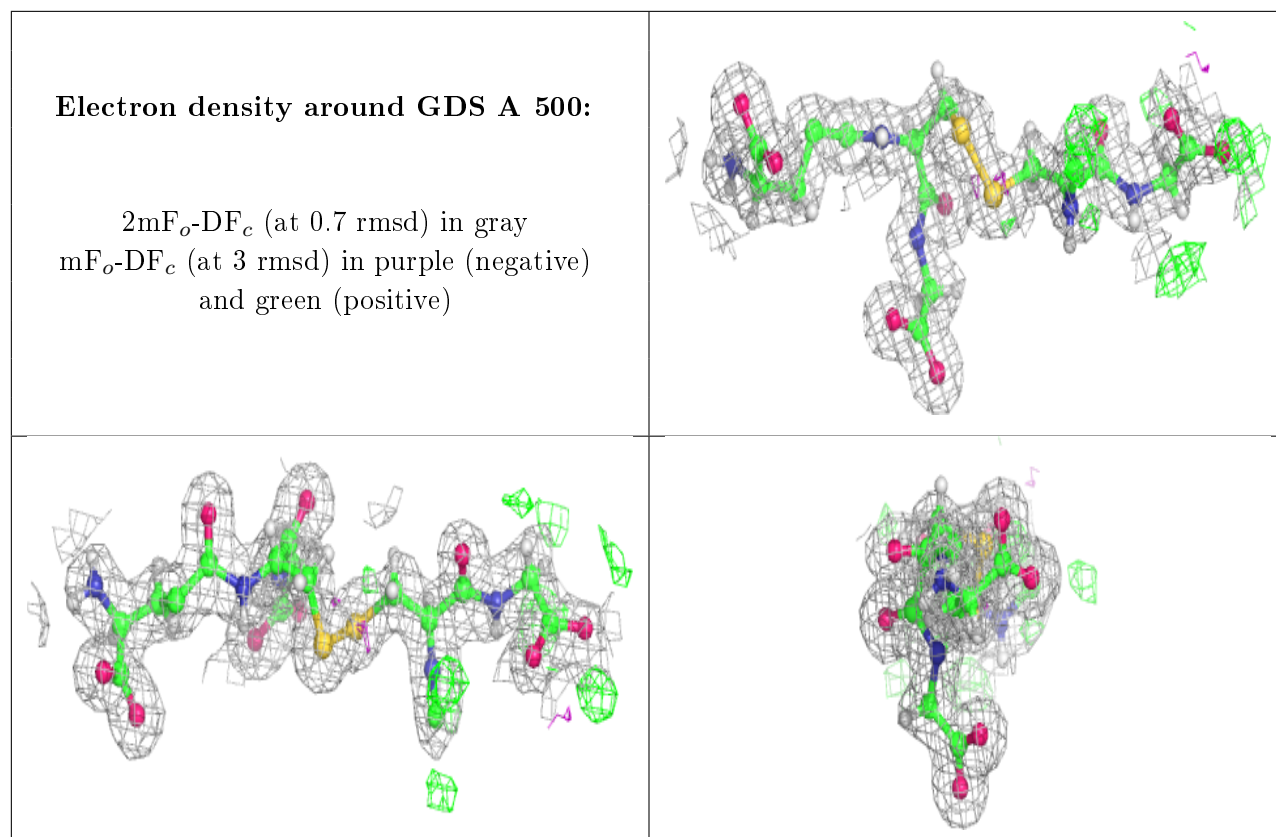 Electron density around GDS A 500:
2mFₒ-DF𝒸 (at 0.7 rmsd) in gray
mFₒ-DF𝒸 (at 3 rmsd) in purple (negative)
and green (positive)